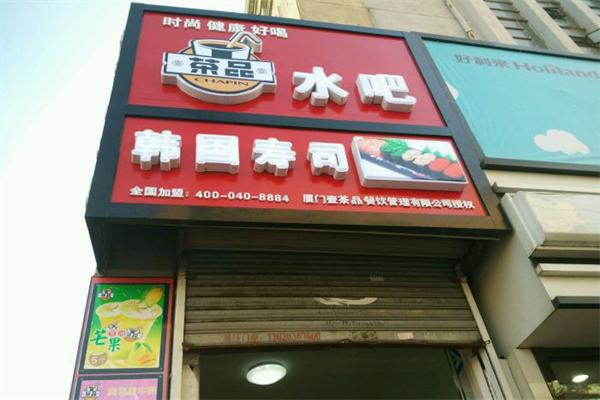 时尚 健康 好喝
茶品
CHAPIN
水吧
韩国寿司
全国加盟：400-040-8884 厦门壹茶品餐饮管理有限公司授权
好利来 Holiland
芒果